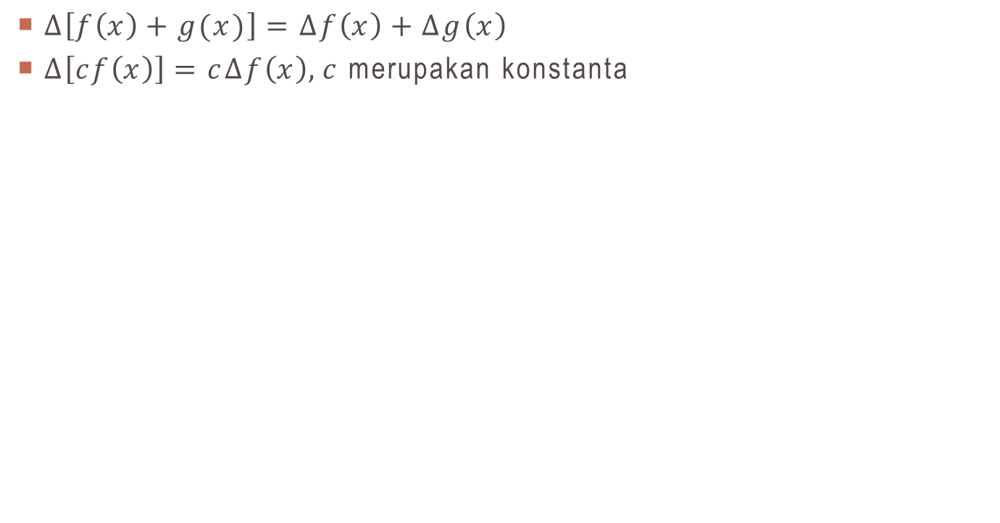 ▪ Δ[f(x) + g(x)] = Δf(x) + Δg(x)
▪ Δ[cf(x)] = cΔf(x), c merupakan konstanta